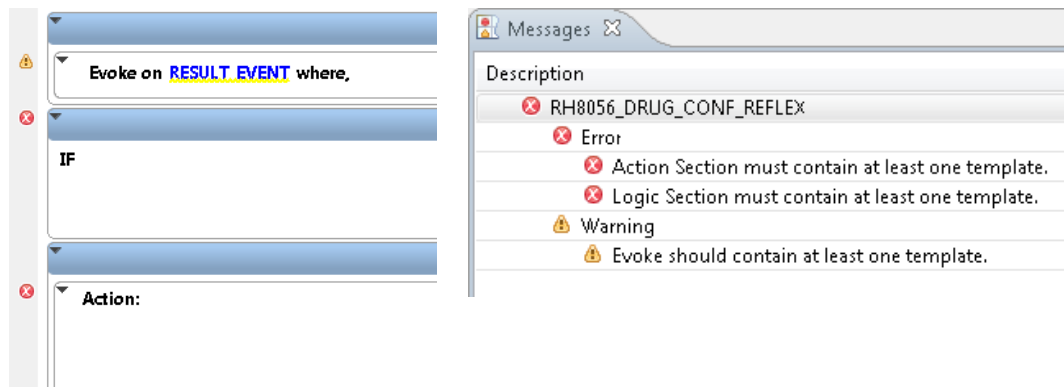 Evoke on RESULT EVENT where,
IF
Action:
Messages
Description
RH8056_DRUG_CONF_REFLEX
Error
Action Section must contain at least one template.
Logic Section must contain at least one template.
Warning
Evoke should contain at least one template.